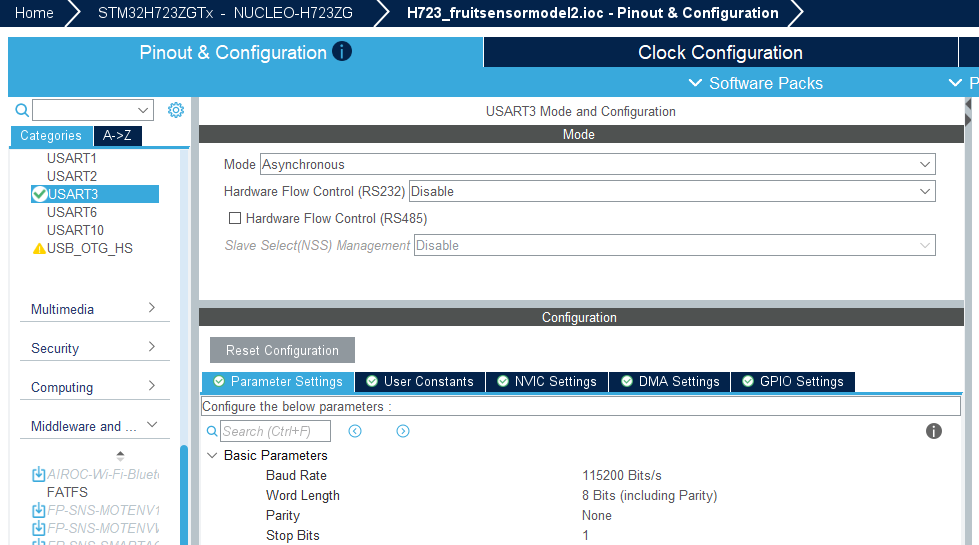 Home
STM32H723ZGTx - NUCLEO-H723ZG
H723_fruitsensormodel2.ioc - Pinout & Configuration
Pinout & Configuration
Clock Configuration
Software Packs
P
Categories
A->Z
USART1
USART2
USART3
USART6
USART10
USB_OTG_HS
Multimedia
Security
Computing
Middleware and ...
AIROC-Wi-Fi-Bluet
FATFS
FP-SNS-MOTENV1
FP-SNS-MOTENV
USART3 Mode and Configuration
Mode
Mode Asynchronous
Hardware Flow Control (RS232) Disable
Hardware Flow Control (RS485)
Slave Select(NSS) Management Disable
Configuration
Reset Configuration
Parameter Settings
User Constants
NVIC Settings
DMA Settings
GPIO Settings
Configure the below parameters :
Search (Ctrl+F)
Basic Parameters
Baud Rate 115200 Bits/s
Word Length 8 Bits (including Parity)
Parity None
Stop Bits 1